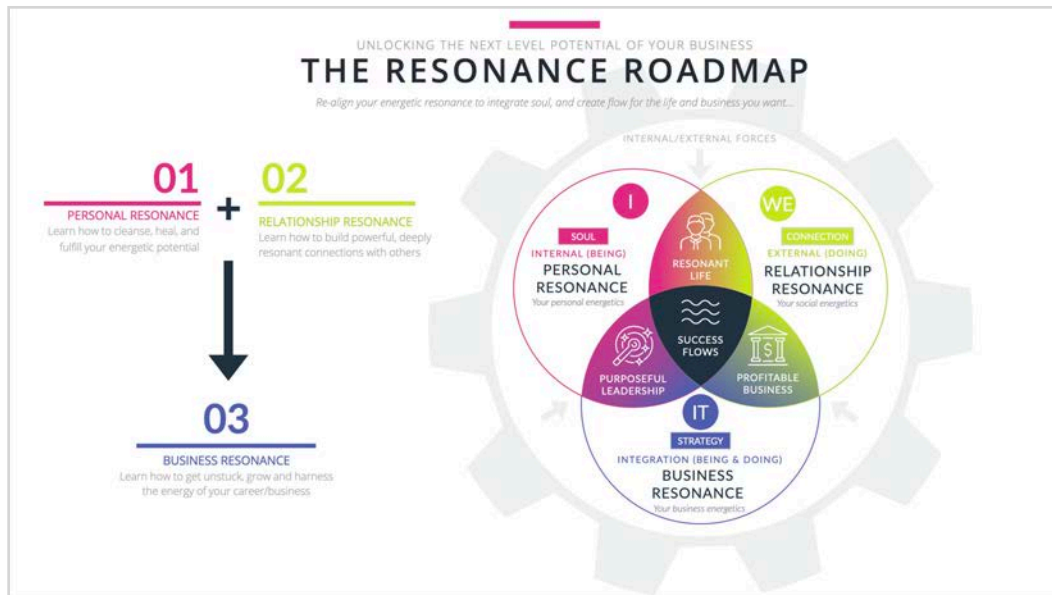 UNLOCKING THE NEXT LEVEL POTENTIAL OF YOUR BUSINESS
THE RESONANCE ROADMAP
Re-align your energetic resonance to integrate soul, and create flow for the life and business you want...
01
PERSONAL RESONANCE
Learn how to cleanse, heal, and
fulfill your energetic potential
+
02
RELATIONSHIP RESONANCE
Learn how to build powerful, deeply
resonant connections with others
03
BUSINESS RESONANCE
Learn how to get unstuck, grow and harness
the energy of your career/business
INTERNAL/EXTERNAL FORCES
I
SOUL
INTERNAL (BEING)
PERSONAL
RESONANCE
Your personal energetics
RESONANT
LIFE
WE
CONNECTION
EXTERNAL (DOING)
RELATIONSHIP
RESONANCE
Your social energetics
SUCCESS
FLOWS
PURPOSEFUL
LEADERSHIP
$
PROFITABLE
BUSINESS
IT
STRATEGY
INTEGRATION (BEING & DOING)
BUSINESS
RESONANCE
Your business energetics